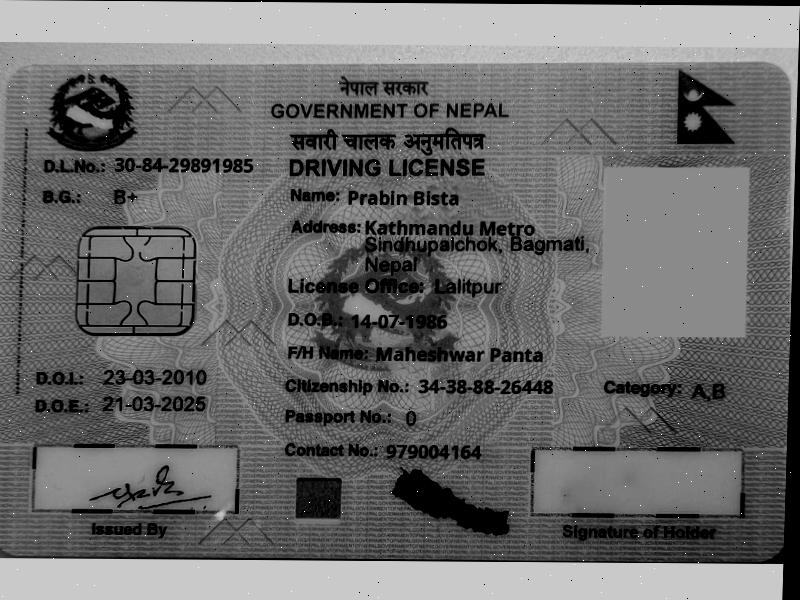 नेपाल सरकार
GOVERNMENT OF NEPAL
सवारी चालक अनुमतिपत्र
DRIVING LICENSE
D.L.No.: 30-84-29891985
B.G.: B+
Name: Prabin Bista
Address: Kathmandu Metro
Sindhupalchok, Bagmati,
Nepal
License Office: Lalitpur
D.O.B.: 14-07-1986
F/H Name: Maheshwar Panta
D.O.I.: 23-03-2010
Citizenship No.: 34-38-88-26448
Category: A,B
D.O.E.: 21-03-2025
Passport No.: 0
Contact No.: 979004164
Issued By
Signature of Holder